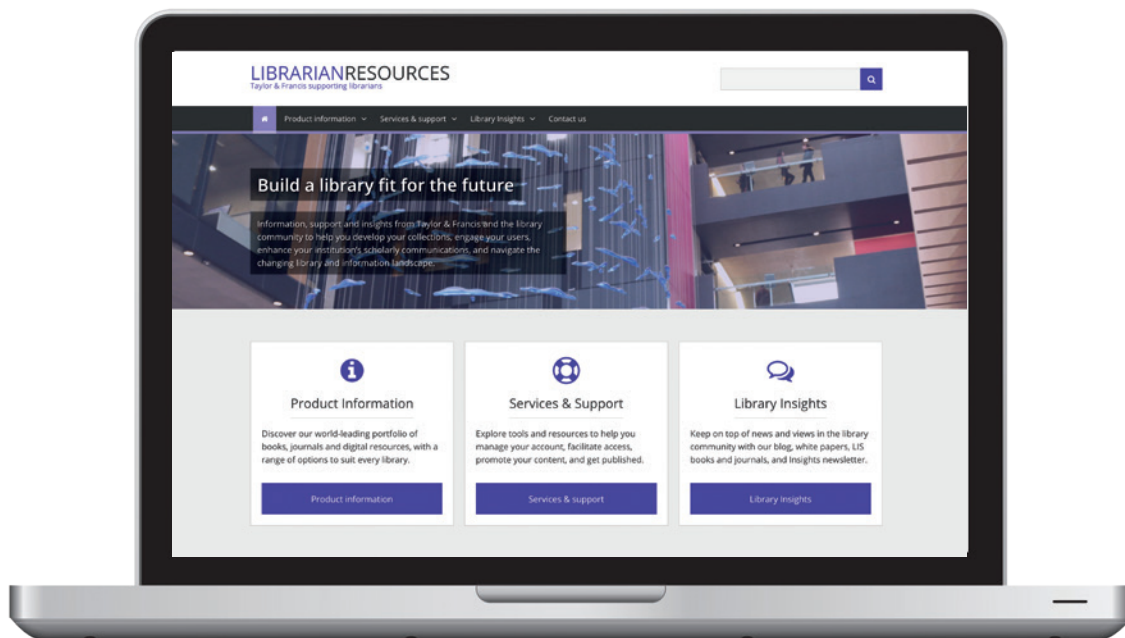 LIBRARIANRESOURCES
Taylor & Francis supporting librarians
Product information
Services & support
Library Insights
Contact us
Build a library fit for the future
Information, support and insights from Taylor & Francis and the library
community to help you develop your collections, engage your users,
enhance your institution's scholarly communications, and navigate the
changing library and information landscape.
Product Information
Discover our world-leading portfolio of
books, journals and digital resources, with a
range of options to suit every library.
Product information
Services & Support
Explore tools and resources to help you
manage your account, facilitate access,
promote your content, and get published.
Services & support
Library Insights
Keep on top of news and views in the library
community with our blog, white papers, LIS
books and journals, and Insights newsletter.
Library Insights